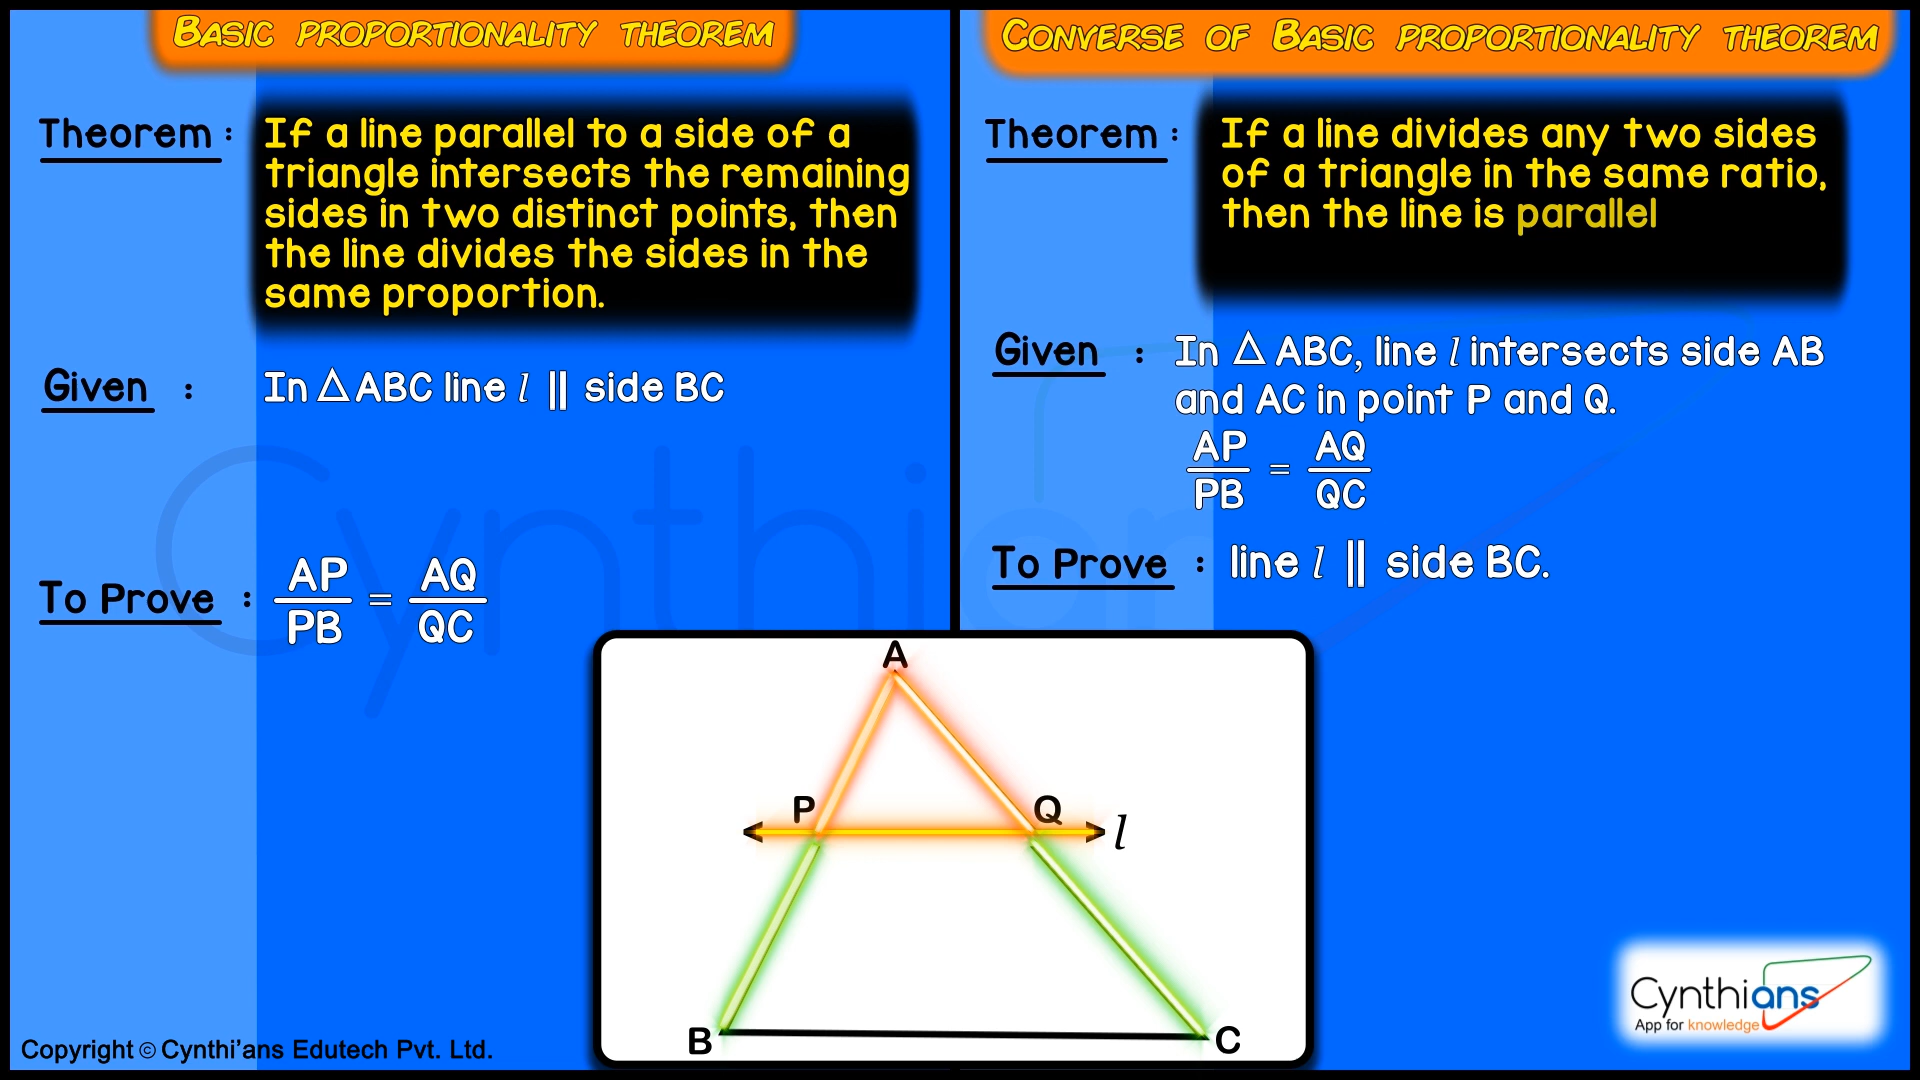 Basic proportionality theorem
Theorem :
If a line parallel to a side of a
triangle intersects the remaining
sides in two distinct points, then
the line divides the sides in the
same proportion.
Given :
In △ ABC line l || side BC
To Prove :
AP/PB = AQ/QC
Converse of Basic proportionality theorem
Theorem :
If a line divides any two sides
of a triangle in the same ratio,
then the line is parallel
Given :
In △ ABC, line l intersects side AB
and AC in point P and Q.
AP/PB = AQ/QC
To Prove :
line l || side BC.
A
P
Q
l
B
C
Cynthians
Cynthians
App for knowledge
Copyright © Cynthi'ans Edutech Pvt. Ltd.